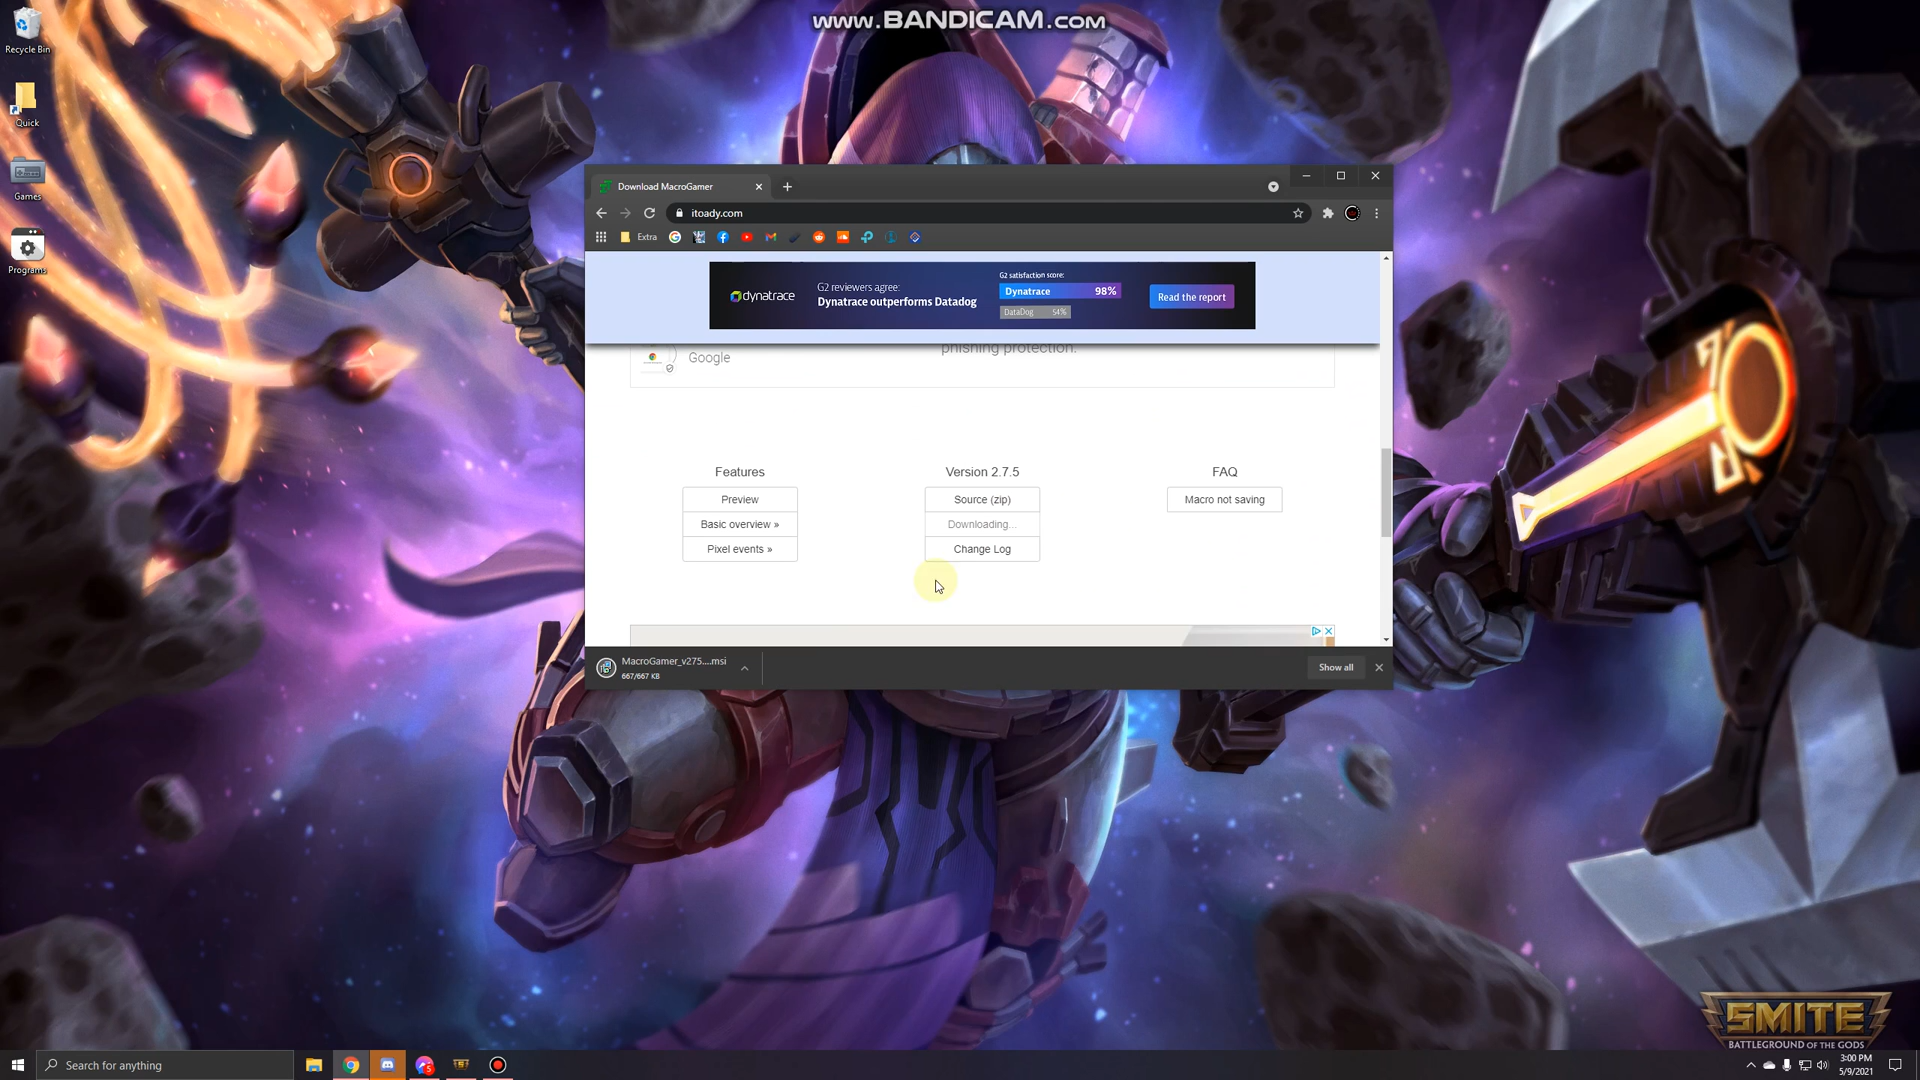 www.BANDICAM.com
Recycle Bin
Quick
Games
Programs
Download MacroGamer
itoady.com
Extra
dynatrace
G2 reviewers agree:
Dynatrace outperforms Datadog
G2 satisfaction score:
Dynatrace 98%
DataDog 54%
Read the report
Google
phishing protection.
Features
Preview
Basic overview »
Pixel events »
Version 2.7.5
Source (zip)
Downloading...
Change Log
FAQ
Macro not saving
MacroGamer_v275....msi
667/667 KB
Show all
SMITE
BATTLEGROUND OF THE GODS
Search for anything
5
3:00 PM
5/9/2021